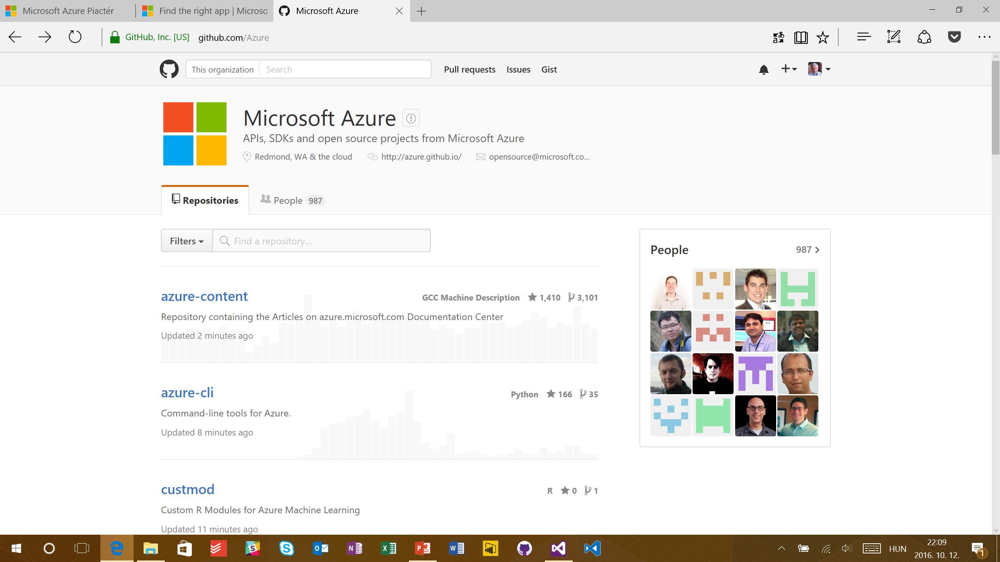 Microsoft Azure Piactér
Find the right app | Microso
Microsoft Azure
GitHub, Inc. [US]
github.com/Azure
This organization
Search
Pull requests
Issues
Gist
Microsoft Azure
APIs, SDKs and open source projects from Microsoft Azure
Redmond, WA & the cloud
http://azure.github.io/
opensource@microsoft.co...
Repositories
People 987
Filters
Find a repository...
People
987
azure-content
GCC Machine Description 1,410 3,101
Repository containing the Articles on azure.microsoft.com Documentation Center
Updated 2 minutes ago
azure-cli
Python 166 35
Command-line tools for Azure.
Updated 8 minutes ago
custmod
R 0 1
Custom R Modules for Azure Machine Learning
Updated 11 minutes ago
HUN
22:09
2016. 10. 12.
1